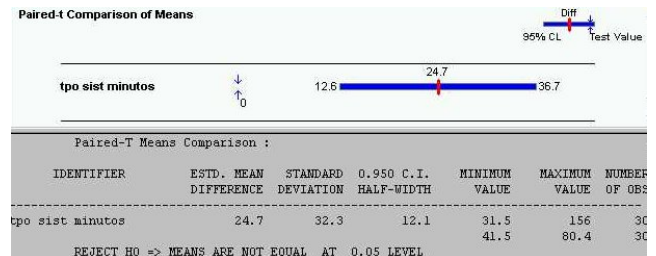 Paired-t Comparison of Means
Diff
95% CL Test Value
24.7
tpo sist minutos 12.6 36.7
0
Paired-T Means Comparison :
IDENTIFIER ESTD. MEAN STANDARD 0.950 C.I. MINIMUM MAXIMUM NUMBER
DIFFERENCE DEVIATION HALF-WIDTH VALUE VALUE OF OBS
tpo sist minutos 24.7 32.3 12.1 31.5 156 30
41.5 80.4 30
REJECT H0 => MEANS ARE NOT EQUAL AT 0.05 LEVEL